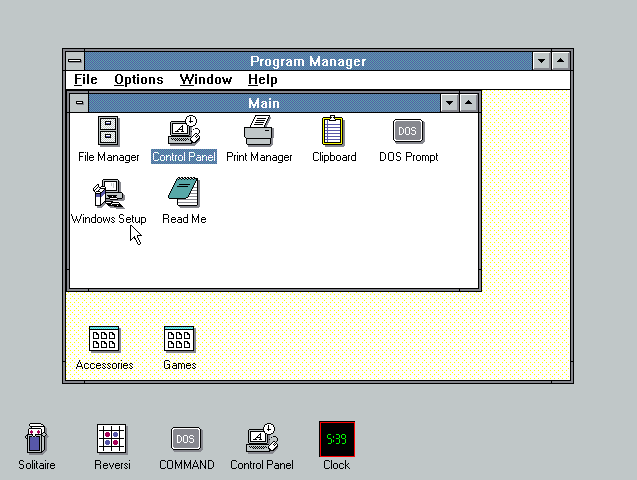 Program Manager
File Options Window Help
Main
File Manager Control Panel Print Manager Clipboard DOS DOS Prompt
Windows Setup Read Me
Accessories Games
Solitaire Reversi DOS COMMAND Control Panel 5:39 Clock